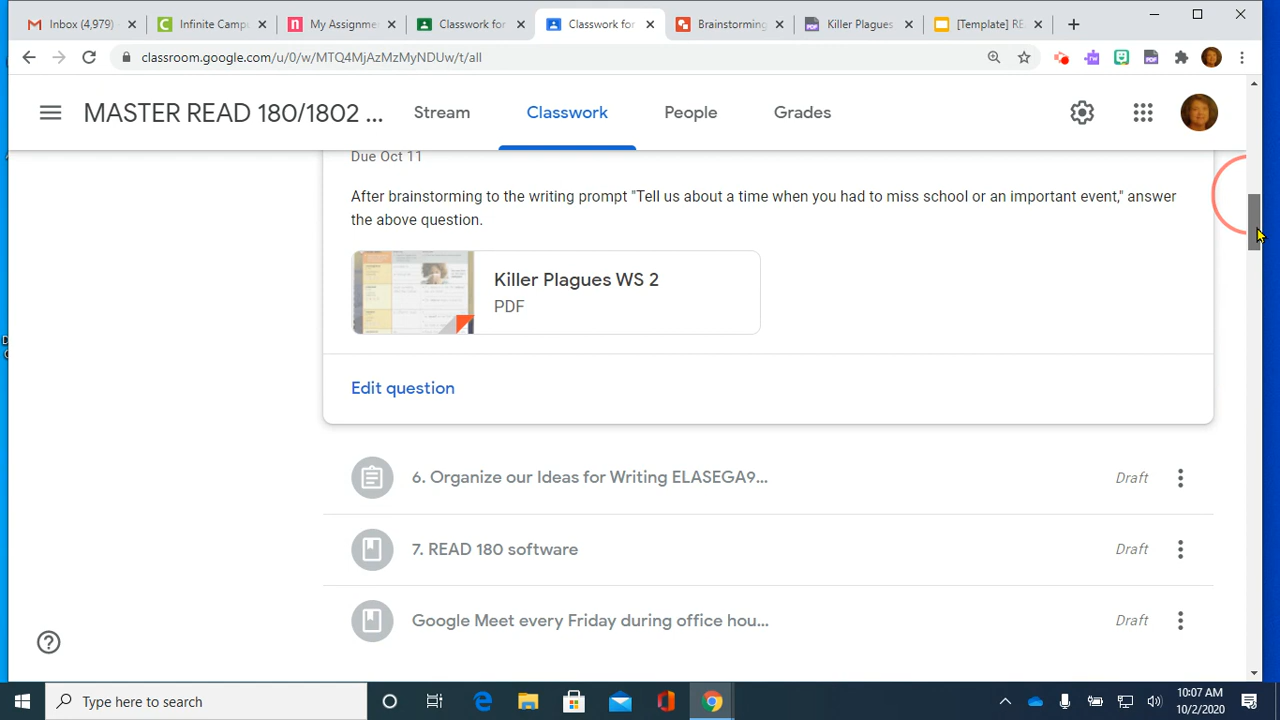 Inbox (4,979)
Infinite Camp
My Assignme
Classwork for
Classwork for
Brainstorming
Killer Plagues
[Template] RE
classroom.google.com/u/0/w/MTQ4MjAzMzMyNDUw/t/all
MASTER READ 180/1802 ...
Stream
Classwork
People
Grades
Due Oct 11
After brainstorming to the writing prompt "Tell us about a time when you had to miss school or an important event," answer
the above question.
Killer Plagues WS 2
PDF
Edit question
6. Organize our Ideas for Writing ELASEGA9...
Draft
7. READ 180 software
Draft
Google Meet every Friday during office hou...
Draft
Type here to search
10:07 AM
10/2/2020